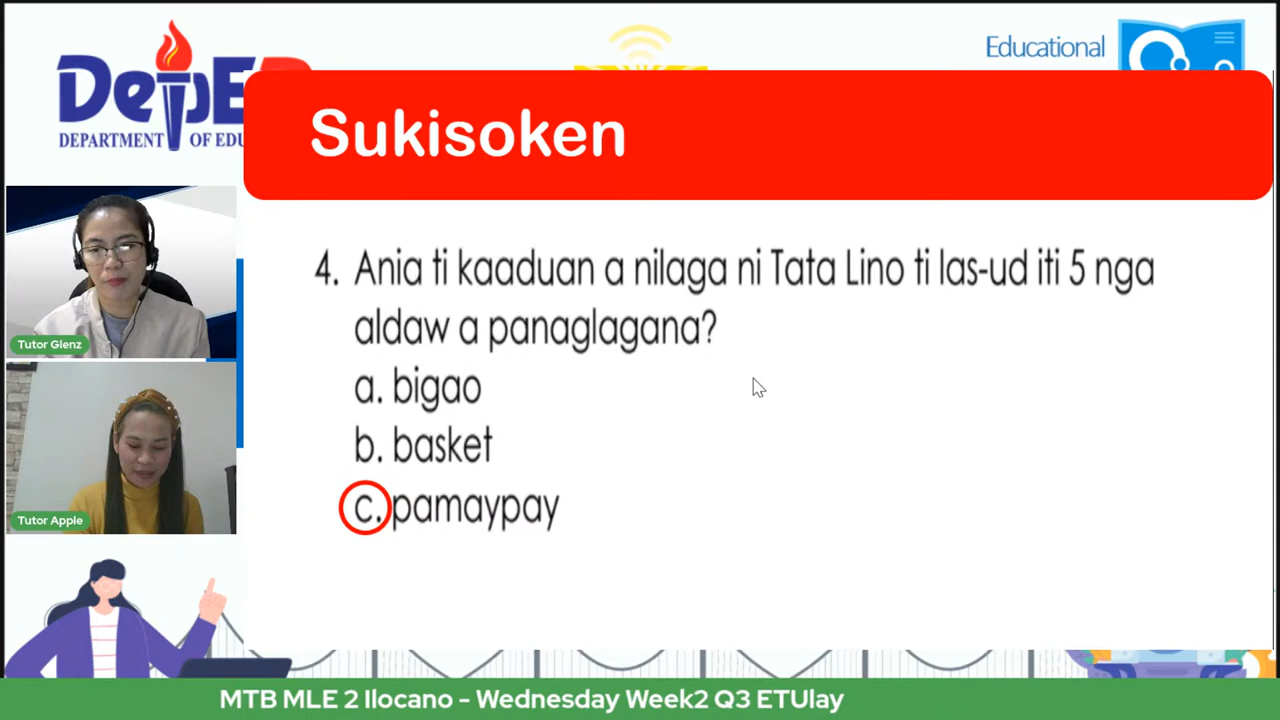 Educational
DepE
DEPARTMENT OF EDU
Sukisoken
4. Ania ti kaaduan a nilaga ni Tata Lino ti las-ud iti 5 nga
aldaw a panaglagana?
a. bigao
b. basket
c. pamaypay
Tutor Glenz
Tutor Apple
MTB MLE 2 Ilocano - Wednesday Week2 Q3 ETUlay